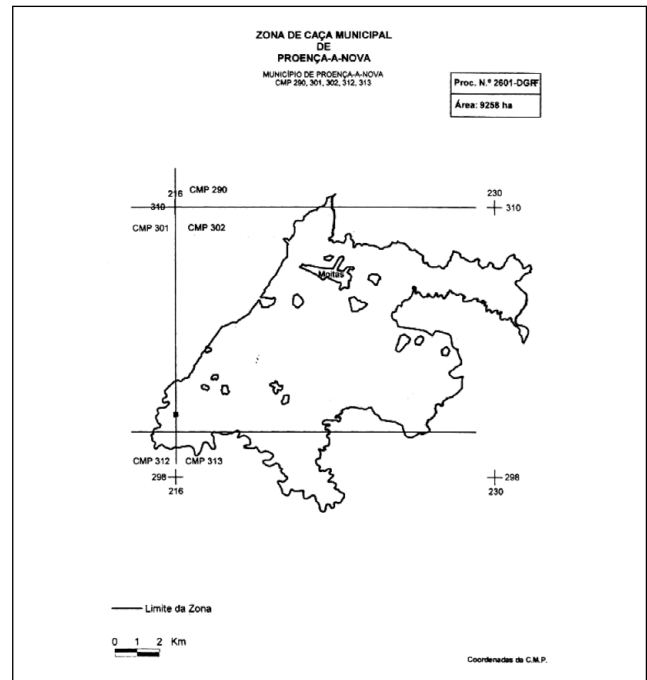 ZONA DE CAÇA MUNICIPAL
DE
PROENÇA-A-NOVA
MUNICÍPIO DE PROENÇA-A-NOVA
CMP 290, 301, 302, 312, 313
Proc. N.º 2601-DGRF
Área: 9258 ha
216 CMP 290
230
310
310
CMP 301 CMP 302
Moitas
CMP 312 CMP 313
298
298
216
230
Limite da Zona
0 1 2 Km
Coordenadas da C.M.P.